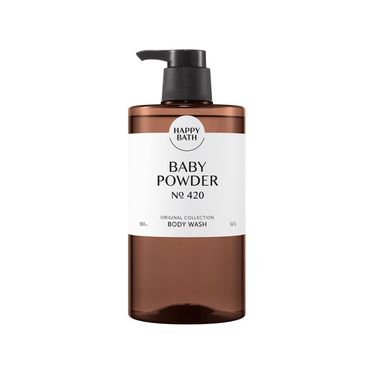 HAPPY
BATH
BABY
POWDER
Nº 420
ORIGINAL COLLECTION
BODY WASH